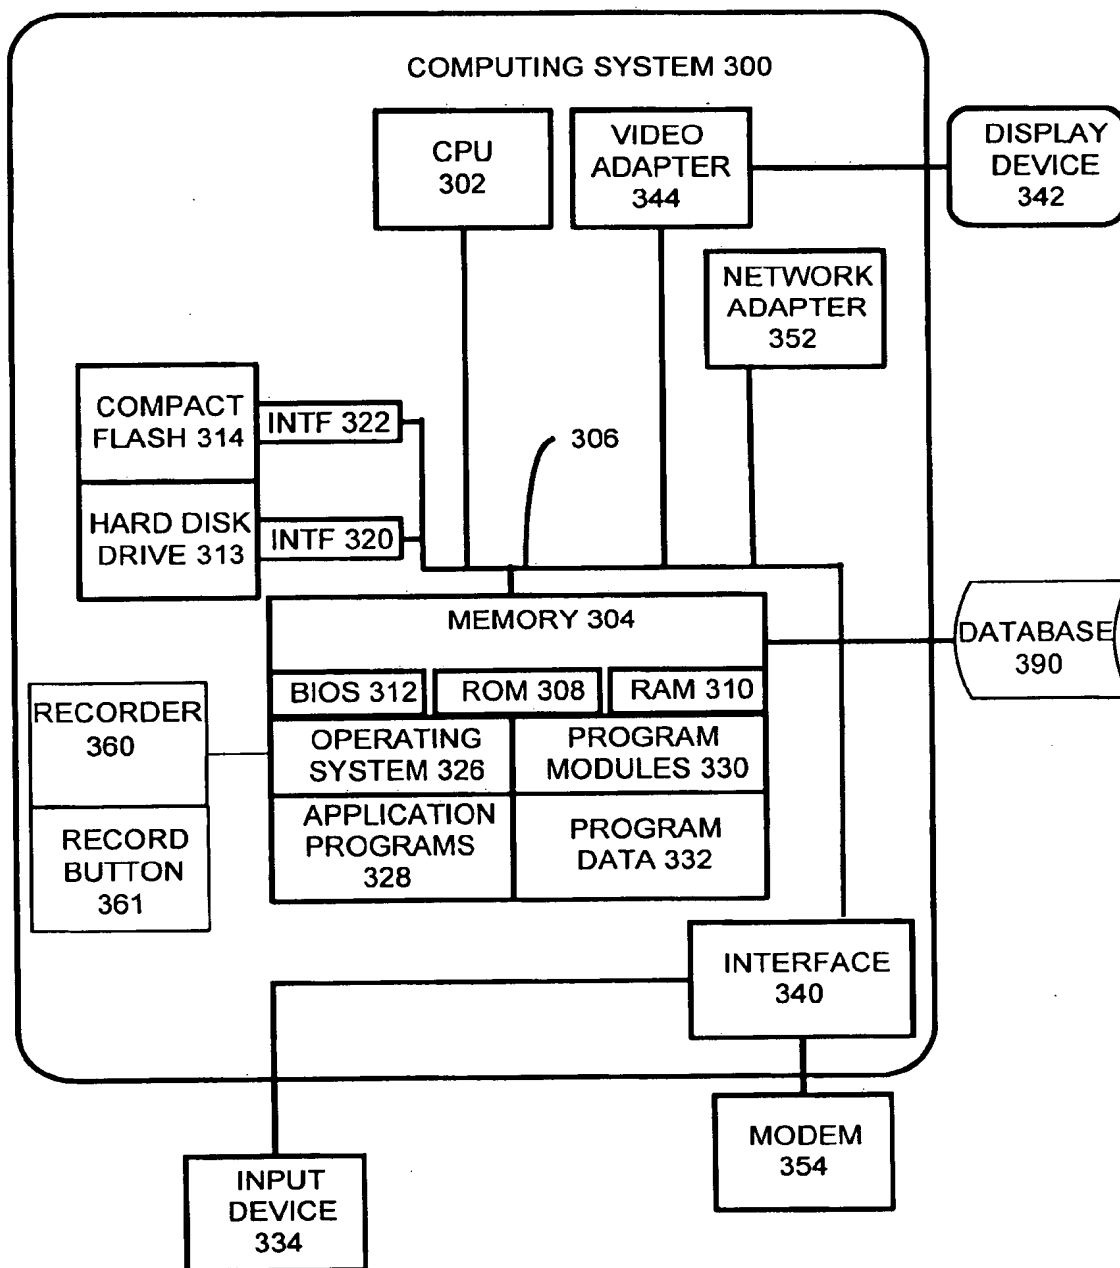 COMPUTING SYSTEM 300
CPU
302
VIDEO
ADAPTER
344
DISPLAY
DEVICE
342
NETWORK
ADAPTER
352
COMPACT
FLASH 314
INTF 322
306
HARD DISK
DRIVE 313
INTF 320
MEMORY 304
DATABASE
390
BIOS 312
ROM 308
RAM 310
RECORDER
360
OPERATING
SYSTEM 326
PROGRAM
MODULES 330
RECORD
BUTTON
361
APPLICATION
PROGRAMS
328
PROGRAM
DATA 332
INTERFACE
340
MODEM
354
INPUT
DEVICE
334